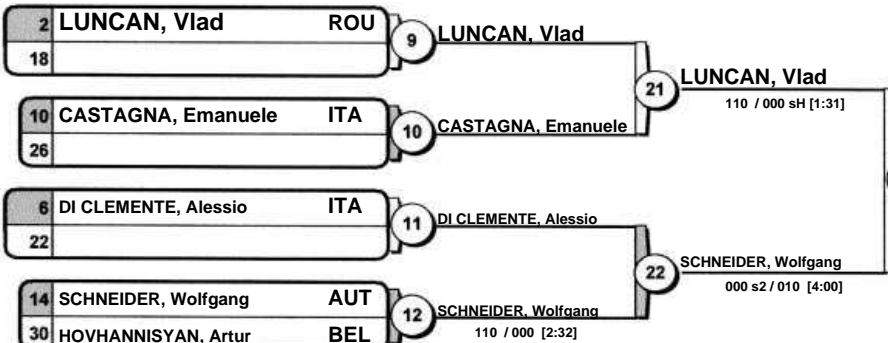 2 LUNCAN, Vlad ROU
18
9 LUNCAN, Vlad
10 CASTAGNA, Emanuele ITA
26
10 CASTAGNA, Emanuele
21 LUNCAN, Vlad
110 / 000 sH [1:31]
6 DI CLEMENTE, Alessio ITA
22
11 DI CLEMENTE, Alessio
14 SCHNEIDER, Wolfgang AUT
30 HOVHANNISYAN, Artur BEL
12 SCHNEIDER, Wolfgang
110 / 000 [2:32]
22 SCHNEIDER, Wolfgang
000 s2 / 010 [4:00]